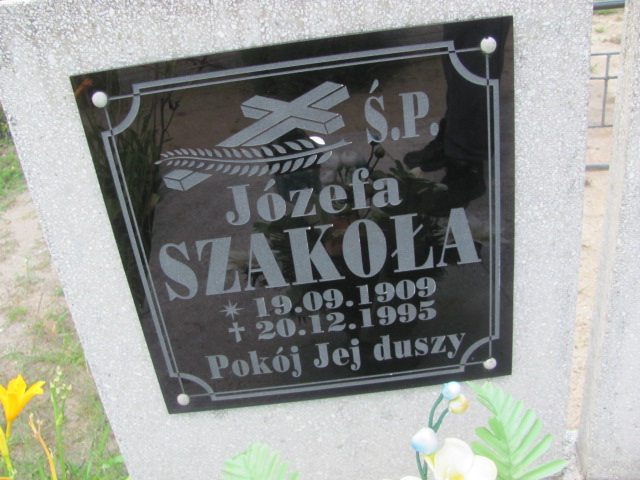 Ś.P.
Józefa
SZAKOŁA
* 19.09.1909
† 20.12.1995
Pokój Jej duszy